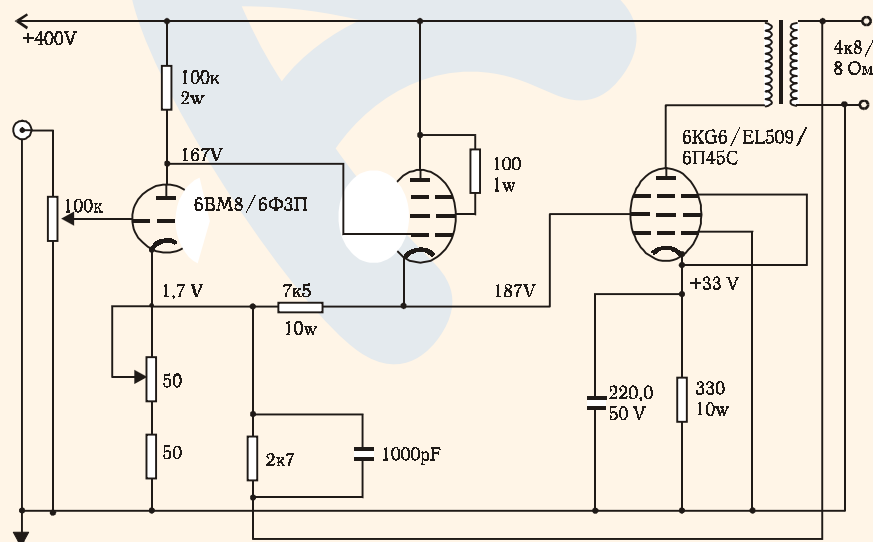 +400V
4к8/
8 Ом
100к
2w
167V
100
1w
6KG6/EL509/
6П45С
100к
6BM8/6Ф3П
1,7 V
7к5
10w
187V
+33 V
50
220,0
50 V
330
10w
50
2к7
1000pF